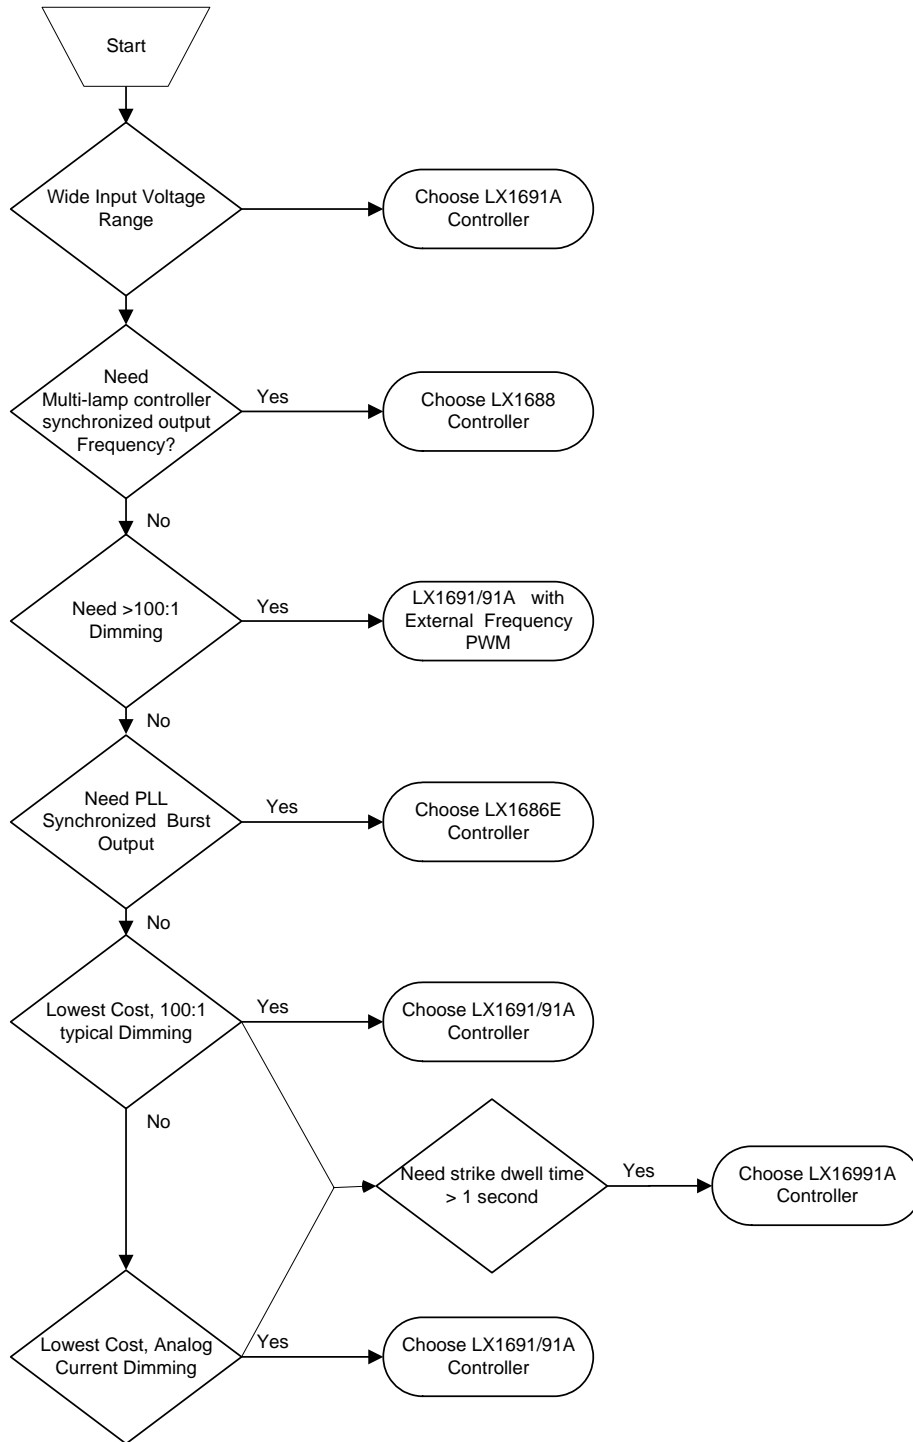 Start
Wide Input Voltage
Range
Choose LX1691A
Controller
Need
Multi-lamp controller
synchronized output
Frequency?
Yes
Choose LX1688
Controller
No
Need >100:1
Dimming
Yes
LX1691/91A with
External Frequency
PWM
No
Need PLL
Synchronized Burst
Output
Yes
Choose LX1686E
Controller
No
Lowest Cost, 100:1
typical Dimming
Yes
Choose LX1691/91A
Controller
No
Need strike dwell time
> 1 second
Yes
Choose LX16991A
Controller
Lowest Cost, Analog
Current Dimming
Yes
Choose LX1691/91A
Controller